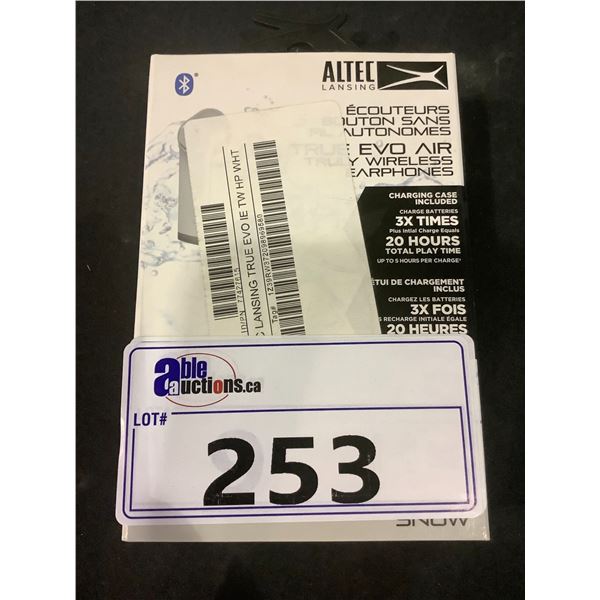 ALTEC
LANSING
ÉCOUTEURS
BOUTON SANS
FIL AUTONOMES
TRUE EVO AIR
TRULY WIRELESS
EARPHONES
CHARGING CASE
INCLUDED
CHARGE BATTERIES
3X TIMES
Plus Intial Charge Equals
20 HOURS
TOTAL PLAY TIME
UP TO 5 HOURS PER CHARGE
ÉTUI DE CHARGEMENT
INCLUS
CHARGEZ LES BATTERIES
3X FOIS
RECHARGE INITIALE ÉGALE
20 HEURES
C LANSING TRUE EVO IE TW HP WHT
able
auctions.ca
LOT#
253
SNOW